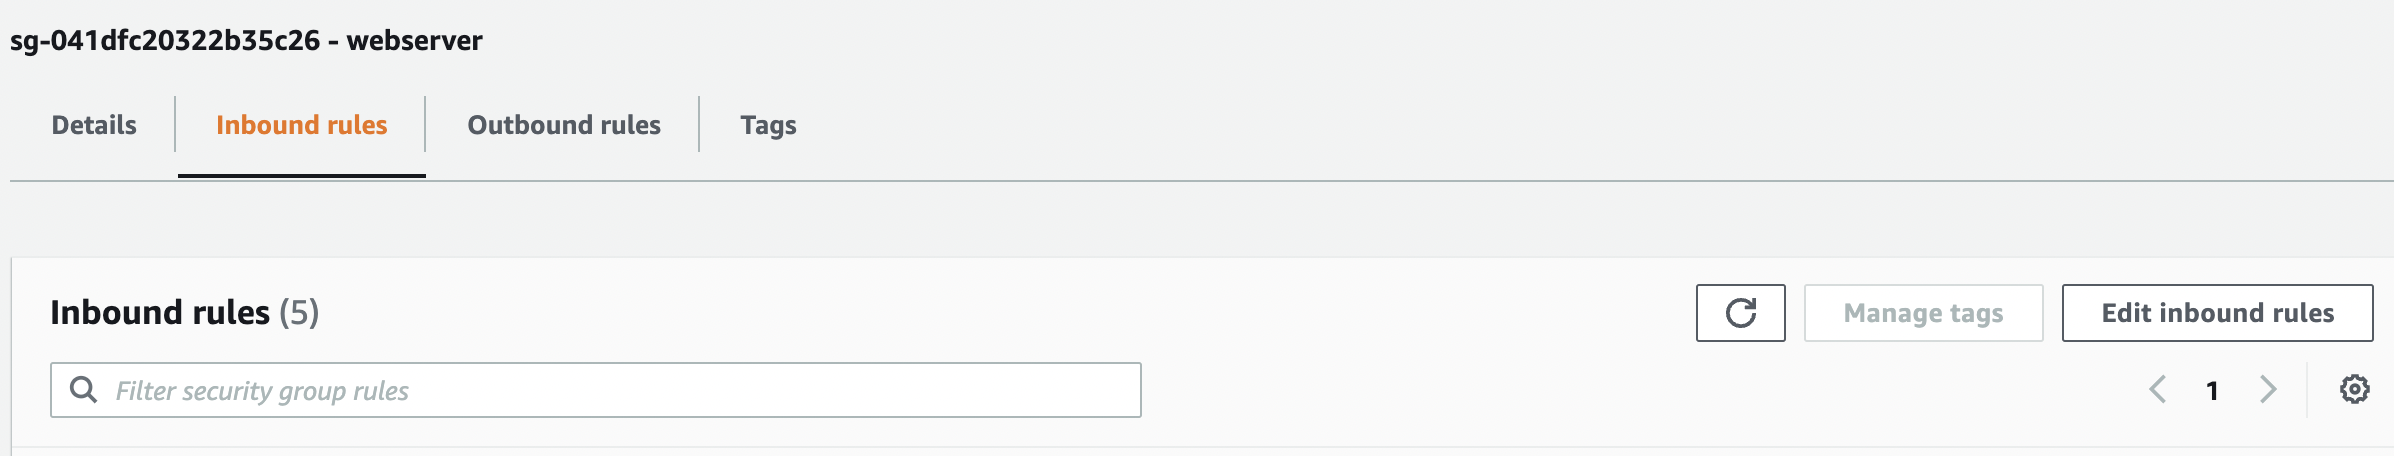 sg-041dfc20322b35c26 - webserver
Details
Inbound rules
Outbound rules
Tags
Inbound rules (5)
Manage tags
Edit inbound rules
Filter security group rules
1